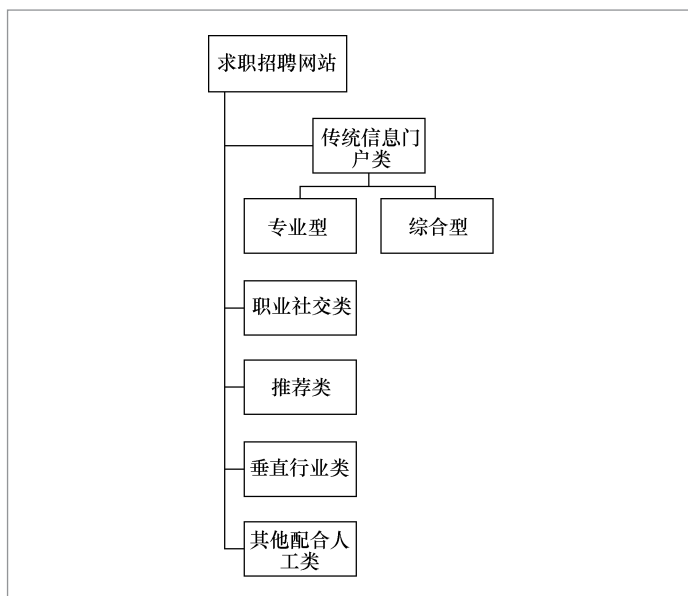 求职招聘网站
传统信息门
户类
专业型
综合型
职业社交类
推荐类
垂直行业类
其他配合人
工类